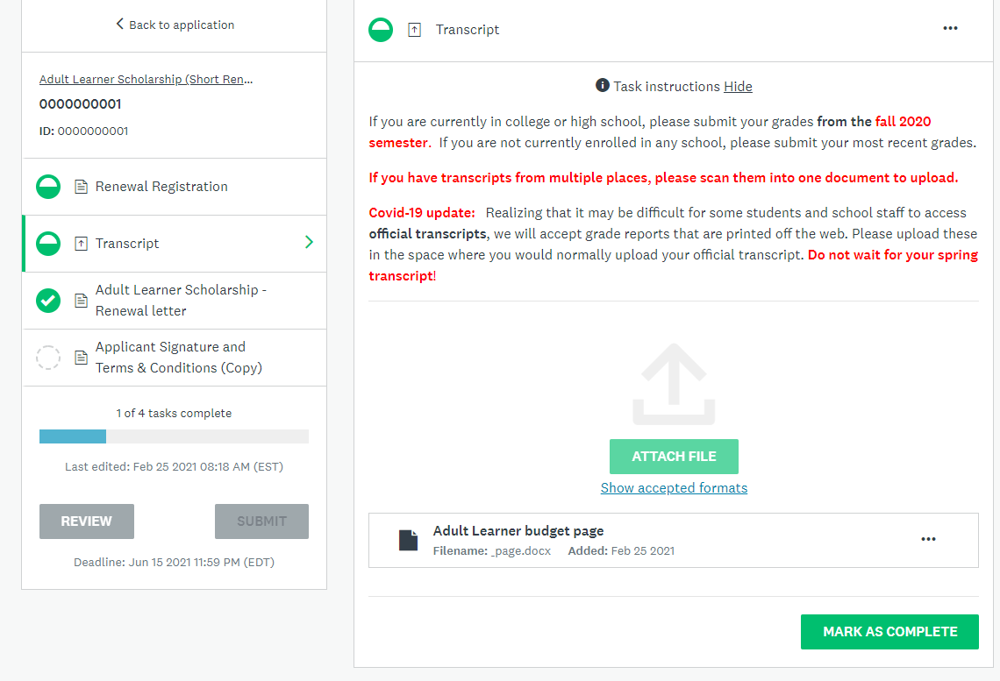 Back to application
Adult Learner Scholarship (Short Ren...
0000000001
ID: 0000000001
Renewal Registration
Transcript
Adult Learner Scholarship -
Renewal letter
Applicant Signature and
Terms & Conditions (Copy)
1 of 4 tasks complete
Last edited: Feb 25 2021 08:18 AM (EST)
REVIEW
SUBMIT
Deadline: Jun 15 2021 11:59 PM (EDT)
Transcript
Task instructions Hide
If you are currently in college or high school, please submit your grades from the fall 2020
semester. If you are not currently enrolled in any school, please submit your most recent grades.
If you have transcripts from multiple places, please scan them into one document to upload.
Covid-19 update: Realizing that it may be difficult for some students and school staff to access
official transcripts, we will accept grade reports that are printed off the web. Please upload these
in the space where you would normally upload your official transcript. Do not wait for your spring
transcript!
ATTACH FILE
Show accepted formats
Adult Learner budget page
Filename: _page.docx Added: Feb 25 2021
MARK AS COMPLETE